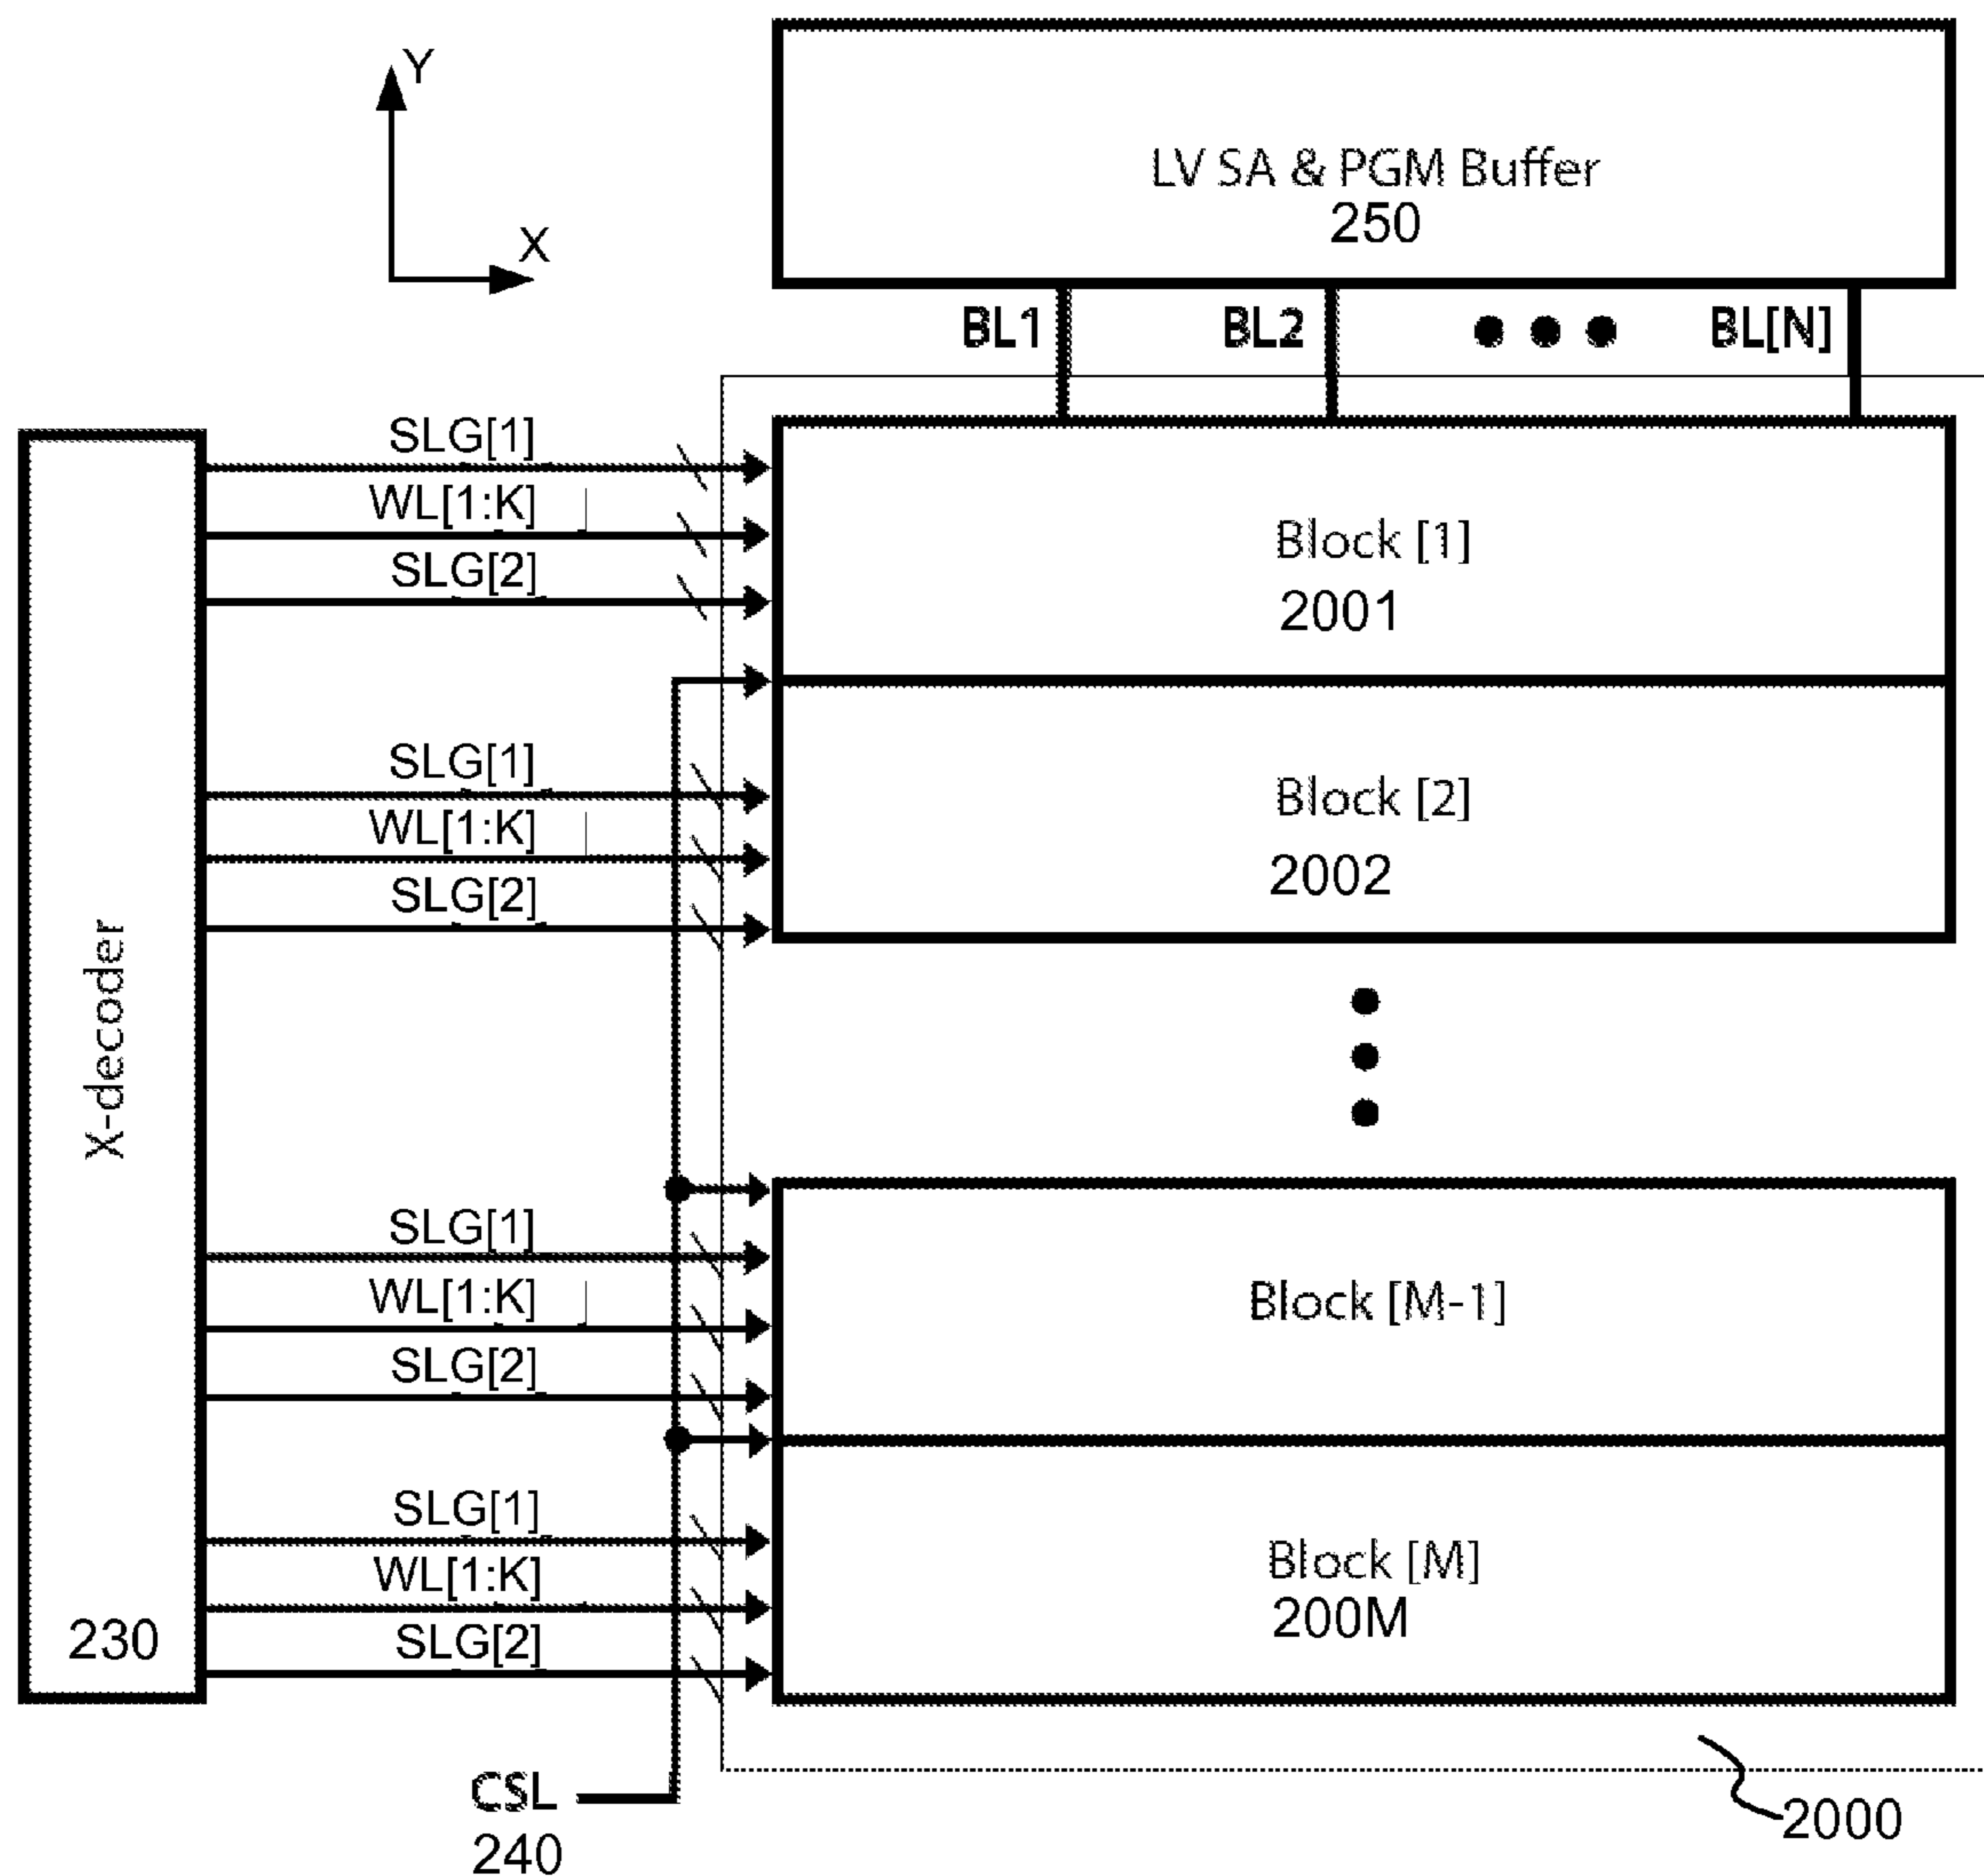 Y
X
LV SA & PGM Buffer
250
BL1 BL2 BL[N]
SLG[1]
WL[1:K]
SLG[2]
Block [1]
2001
SLG[1]
WL[1:K]
SLG[2]
Block [2]
2002
X-decoder
230
SLG[1]
WL[1:K]
SLG[2]
Block [M-1]
SLG[1]
WL[1:K]
SLG[2]
Block [M]
200M
CSL
240
2000